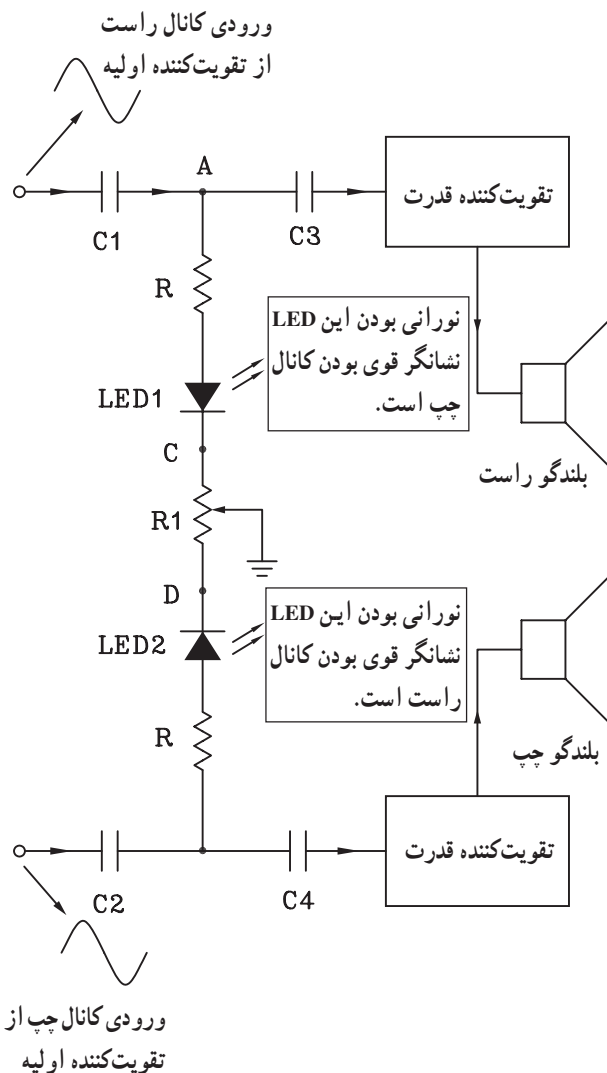 ورودی کانال راست
از تقویت‌کننده اولیه
A
C1
C3
تقویت‌کننده قدرت
R
نورانی بودن این LED
نشانگر قوی بودن کانال
چپ است.
LED1
C
بلندگو راست
R1
D
نورانی بودن این LED
نشانگر قوی بودن کانال
راست است.
LED2
R
بلندگو چپ
تقویت‌کننده قدرت
C2
C4
ورودی کانال چپ از
تقویت‌کننده اولیه